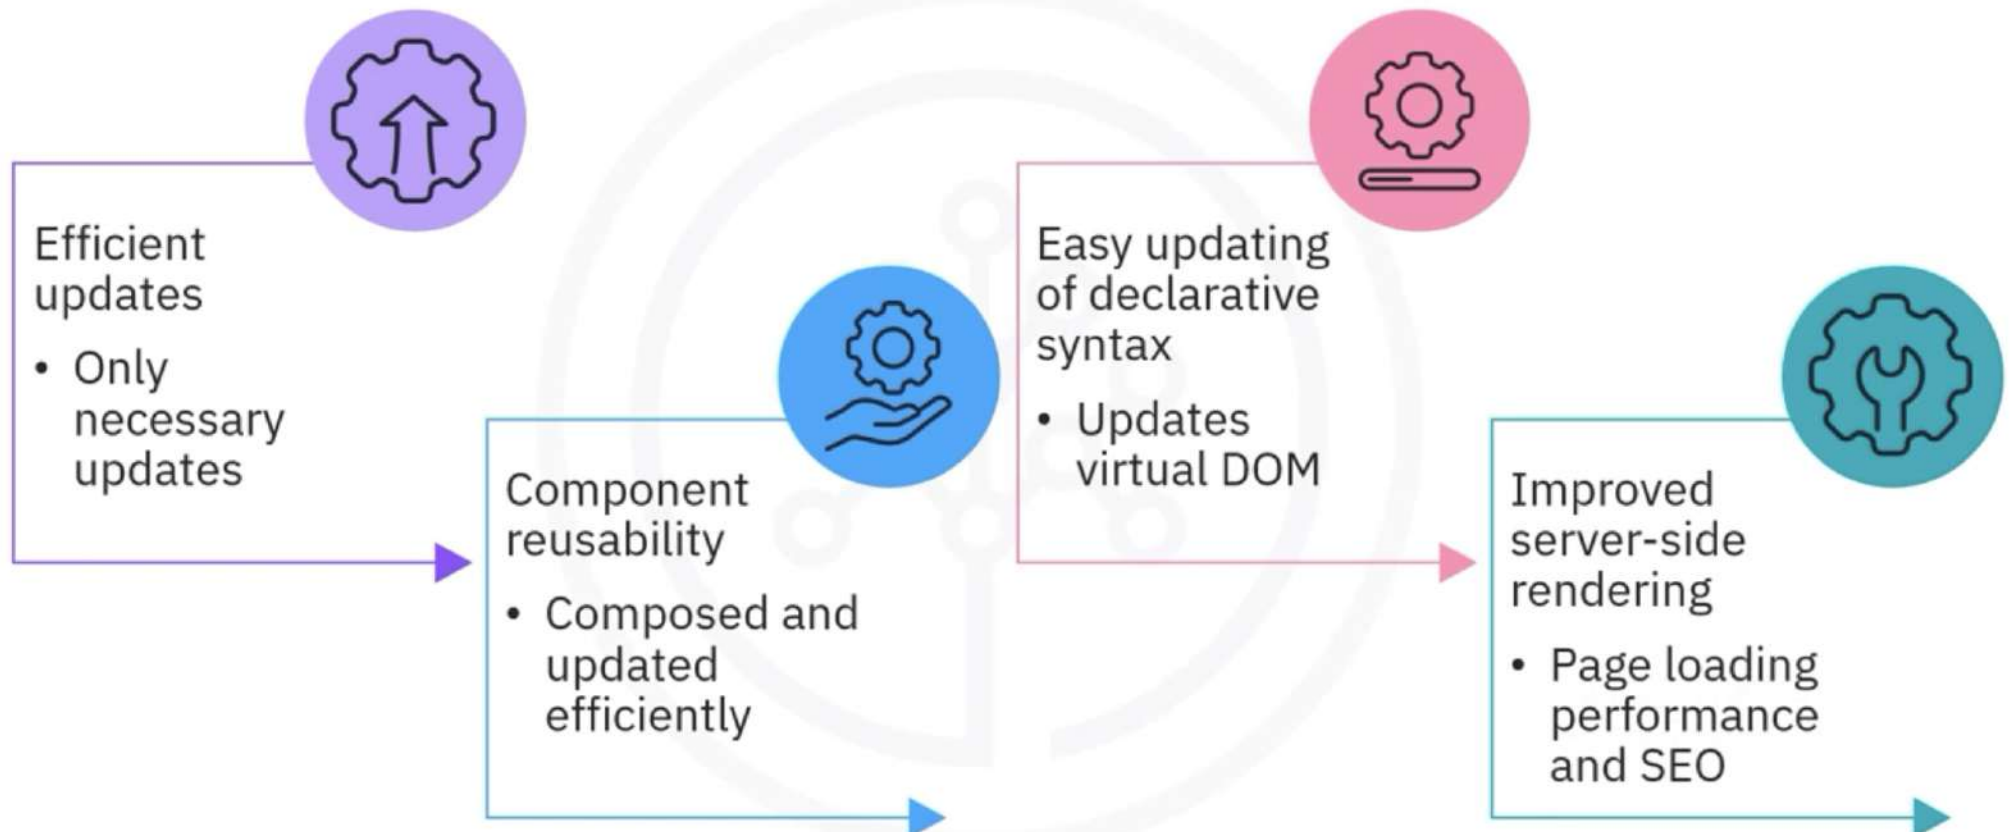 Efficient
updates
• Only
necessary
updates
Component
reusability
• Composed and
updated
efficiently
Easy updating
of declarative
syntax
• Updates
virtual DOM
Improved
server-side
rendering
• Page loading
performance
and SEO